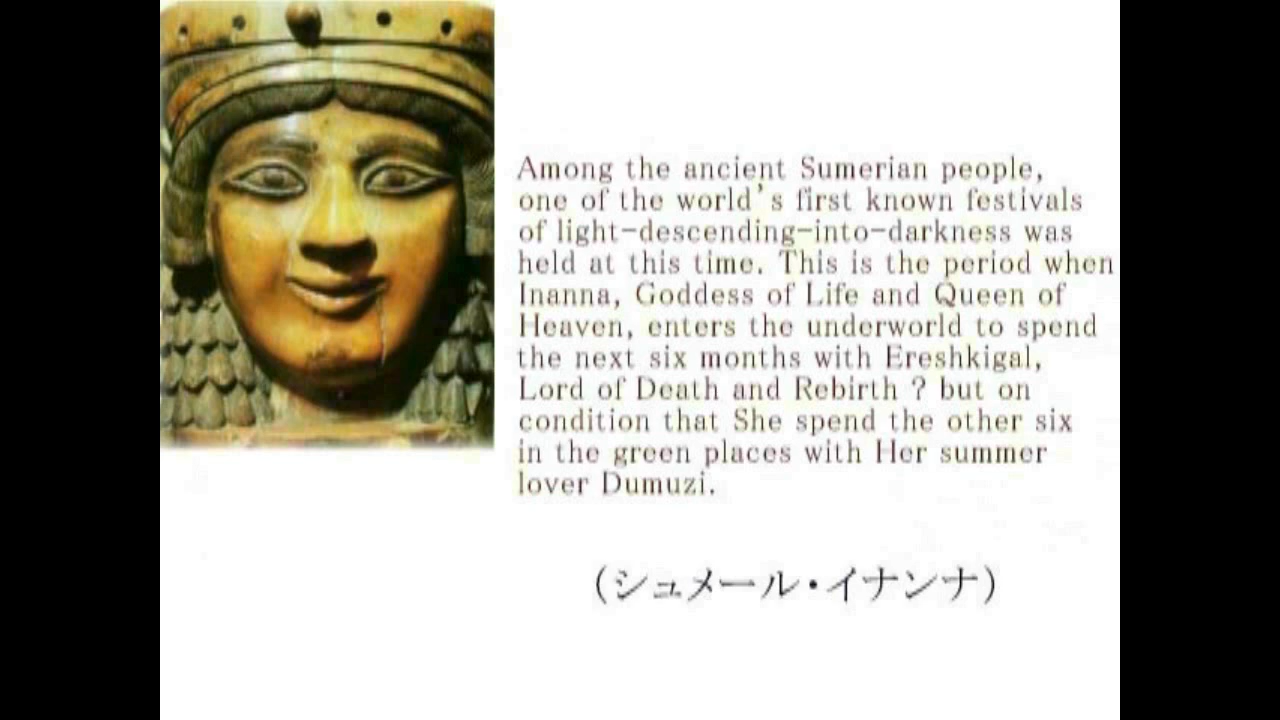 Among the ancient Sumerian people,
one of the world's first known festivals
of light-descending-into-darkness was
held at this time. This is the period when
Inanna, Goddess of Life and Queen of
Heaven, enters the underworld to spend
the next six months with Ereshkigal,
Lord of Death and Rebirth ? but on
condition that She spend the other six
in the green places with Her summer
lover Dumuzi.
(シュメール・イナンナ)